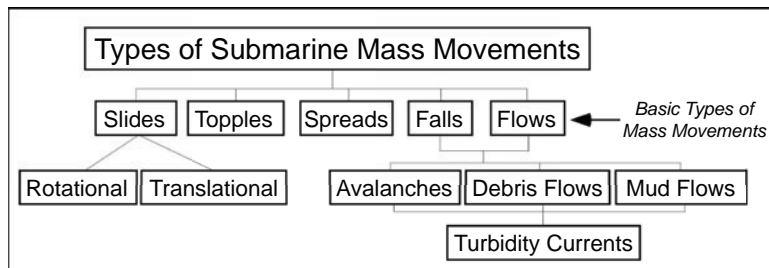 Types of Submarine Mass Movements
Slides
Topples
Spreads
Falls
Flows
Basic Types of
Mass Movements
Rotational
Translational
Avalanches
Debris Flows
Mud Flows
Turbidity Currents